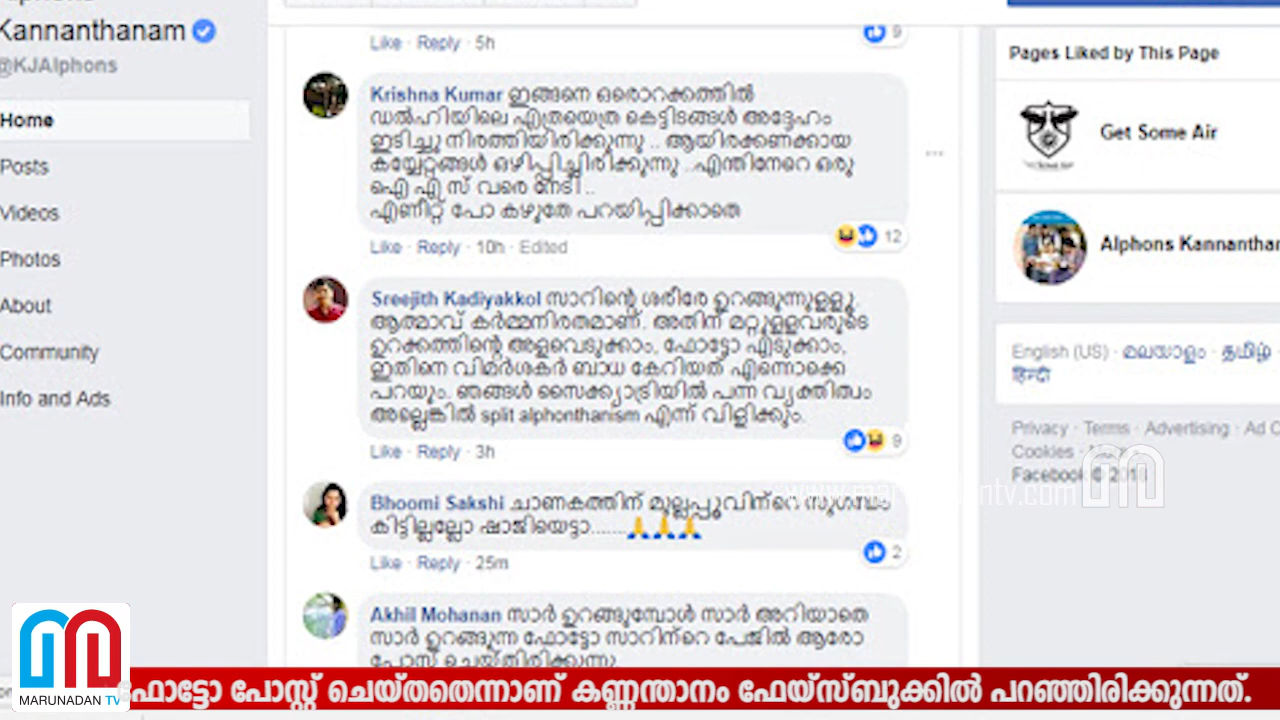 Kannanthanam
@KJAlphons
Home
Posts
Videos
Photos
About
Community
Info and Ads
Like · Reply · 5h
9
Krishna Kumar ഇങ്ങനെ ഒരൊറക്കത്തിൽ
ഡൽഹിയിലെ എത്രയെത്ര കെട്ടിടങ്ങൾ അദ്ദേഹം
ഇടിച്ചു നിരത്തിയിരിക്കുന്നു .. ആയിരക്കണക്കായ
കയ്യേറ്റങ്ങൾ ഒഴിപ്പിച്ചിരിക്കുന്നു ..എന്തിനേറെ ഒരു
ഐ എ സ് വരെ നേടി ..
എണീറ്റ് പോ കഴുതേ പറയിപ്പിക്കാതെ
12
Like · Reply · 10h · Edited
Sreejith Kadiyakkol സാറിന്റെ ശരീരേ ഉറങ്ങുന്നുള്ളൂ.
ആത്മാവ് കർമ്മനിരതമാണ്. അതിന് മറ്റുള്ളവരുടെ
ഉറക്കത്തിന്റെ അളവെടുക്കാം, ഫോട്ടോ എടുക്കാം,
ഇതിനെ വിമർശകർ ബാധ കേറിയത് എന്നൊക്കെ
പറയും. ഞങ്ങൾ സൈക്ക്യാട്രിയിൽ പന്ന വ്യക്തിത്വം
അല്ലെങ്കിൽ split alphonthanism എന്ന് വിളിക്കും.
9
Like · Reply · 3h
Bhoomi Sakshi ചാണകത്തിന് മുല്ലപ്പൂവിന്റെ സുഗന്ധം
കിട്ടില്ലല്ലോ ഷാജിയെട്ടാ.......🙏🙏🙏
2
Like · Reply · 25m
Akhil Mohanan സാർ ഉറങ്ങുമ്പോൾ സാർ അറിയാതെ
സാർ ഉറങ്ങുന്ന ഫോട്ടോ സാറിന്റെ പേജിൽ ആരോ
പോസ്റ്റ് ചെയ്തിരിക്കുന്നു
Pages Liked by This Page
Get Some Air
Alphons Kannanthan
English (US) · മലയാളം · தமிழ் ·
हिन्दी
Privacy · Terms · Advertising · Ad C
Cookies ·
Facebook ©
MARUNADAN TV
ഫോട്ടോ പോസ്റ്റ് ചെയ്തതെന്നാണ് കണ്ണന്താനം ഫേയ്സ്ബുക്കിൽ പറഞ്ഞിരിക്കുന്നത്.